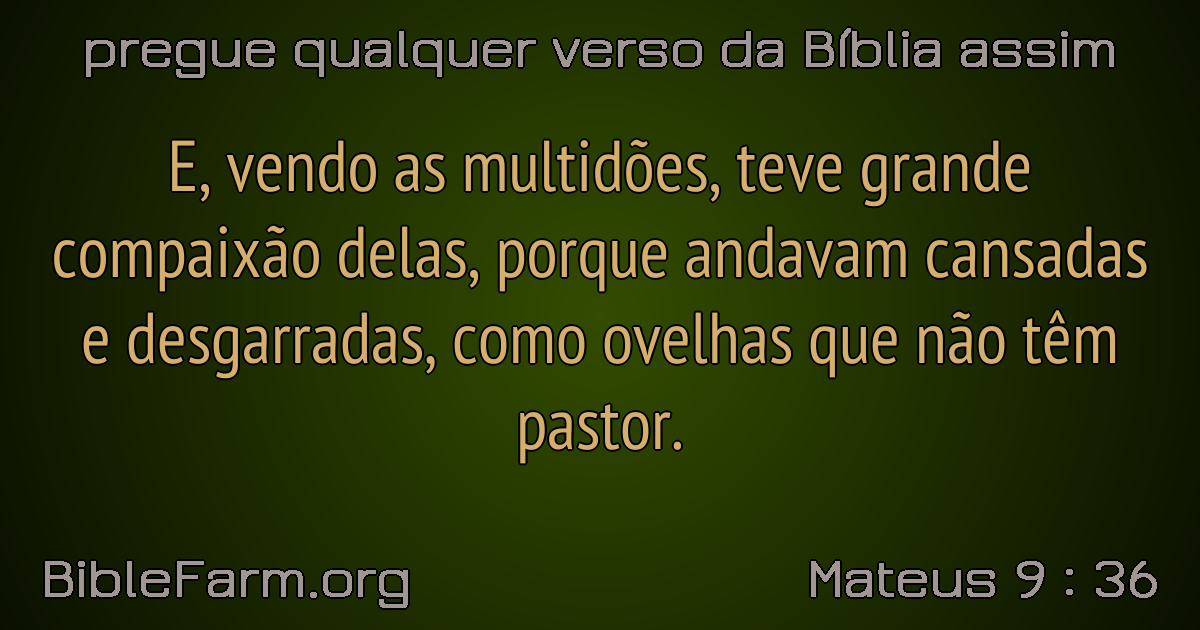 pregue qualquer verso da Bíblia assim
E, vendo as multidões, teve grande
compaixão delas, porque andavam cansadas
e desgarradas, como ovelhas que não têm
pastor.
BibleFarm.org
Mateus 9 : 36